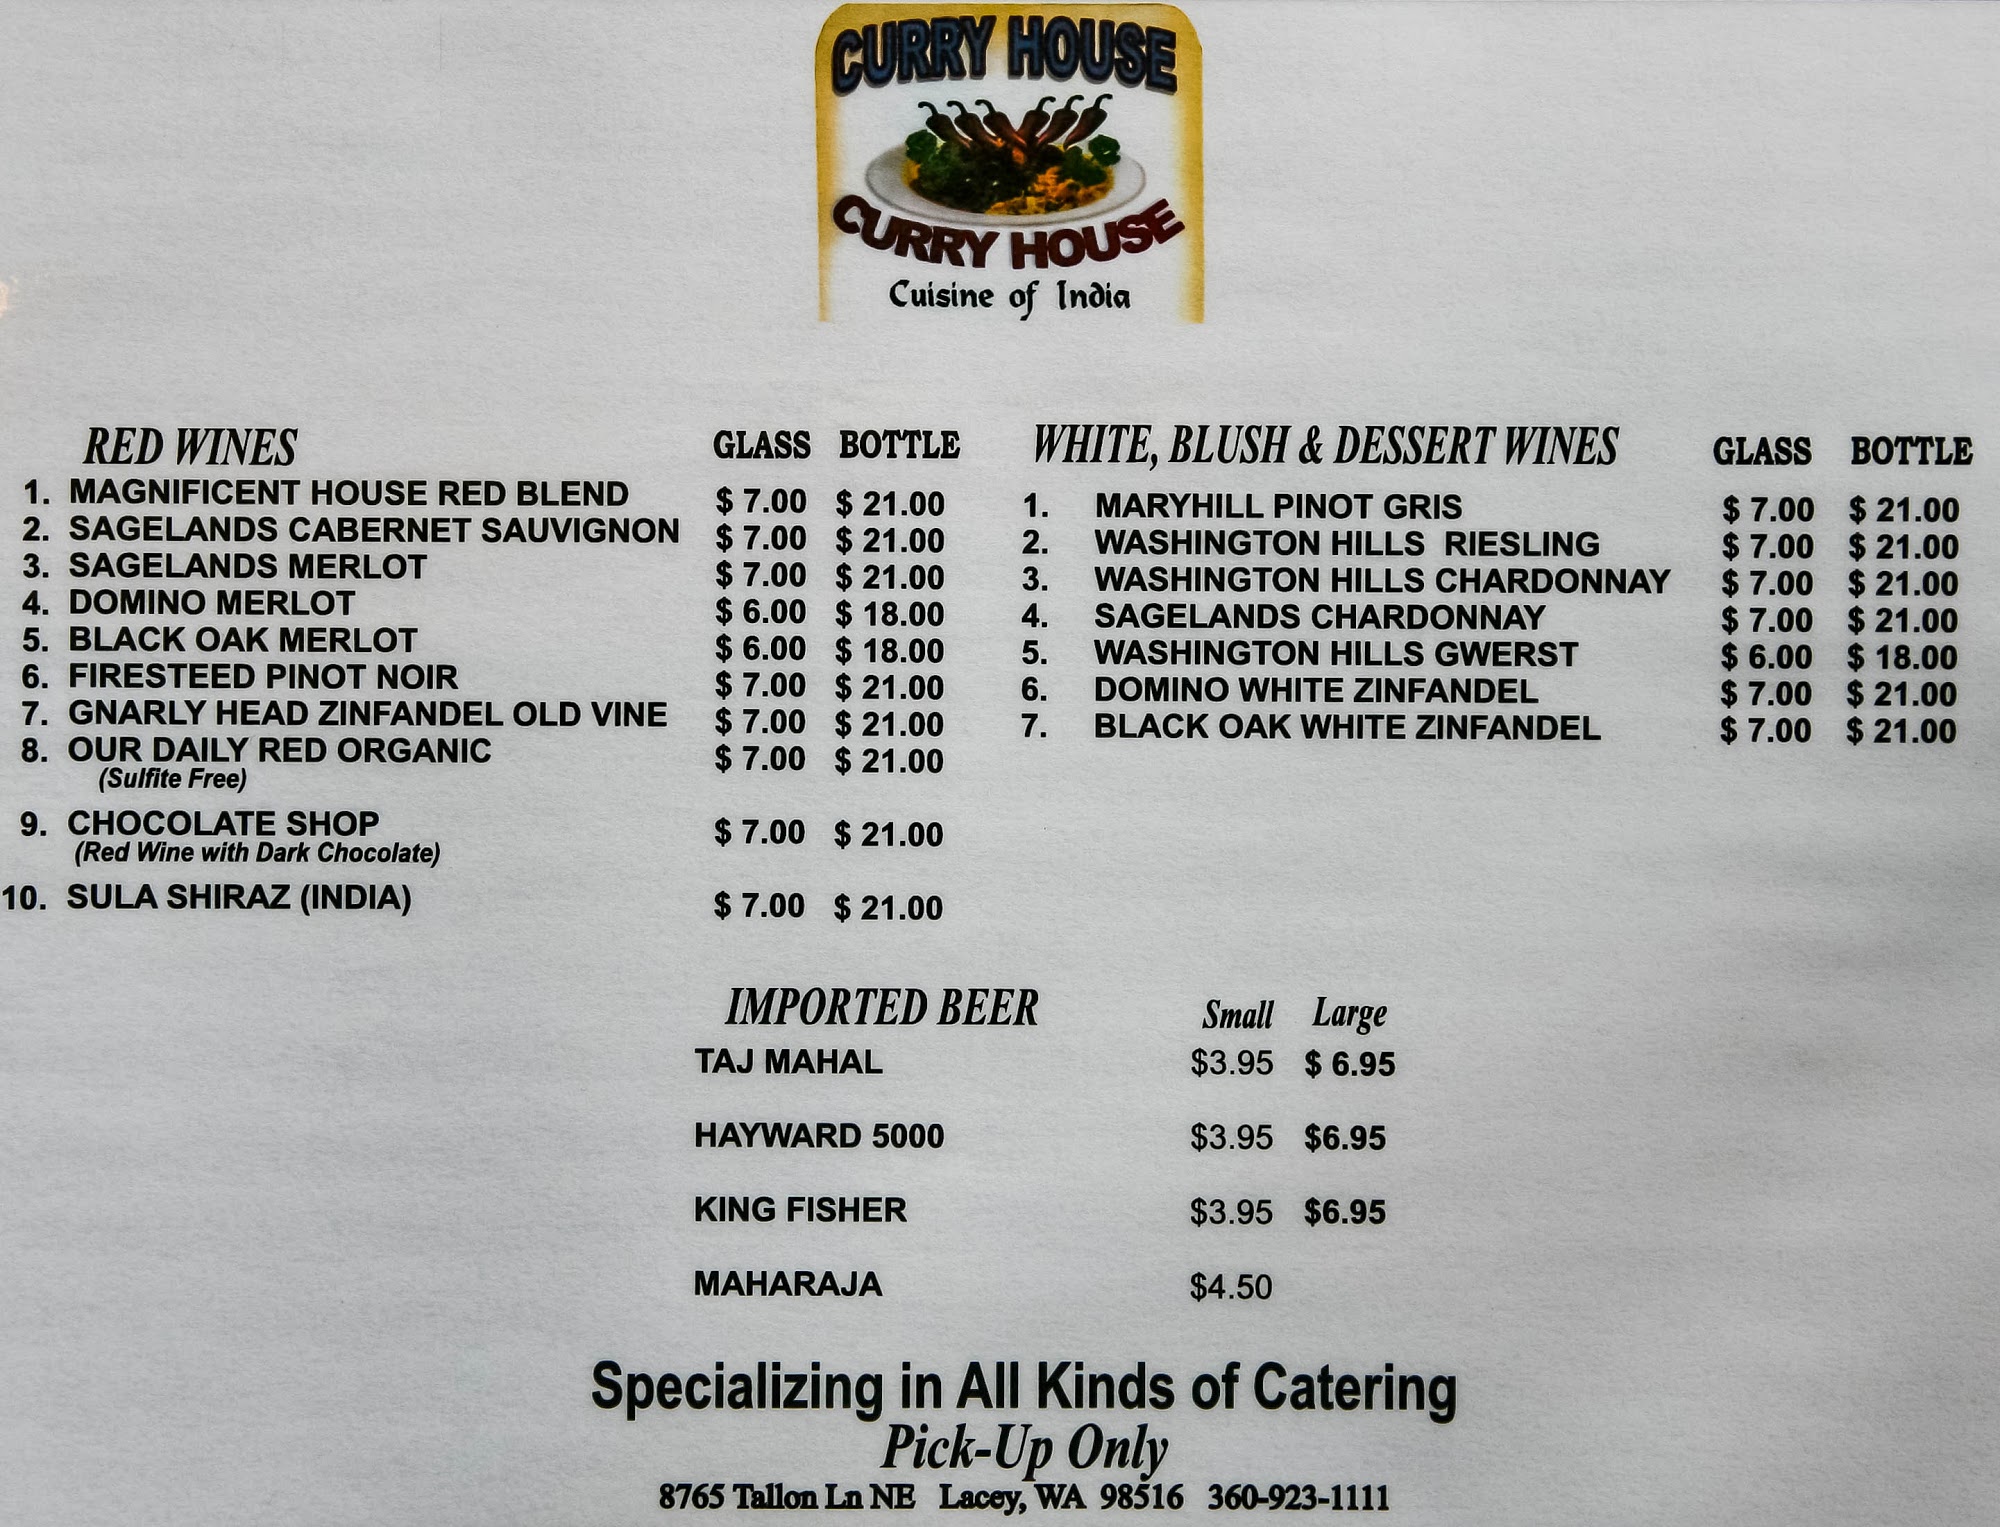 CURRY HOUSE
CURRY HOUSE
Cuisine of India
RED WINES GLASS BOTTLE
1. MAGNIFICENT HOUSE RED BLEND $ 7.00 $ 21.00
2. SAGELANDS CABERNET SAUVIGNON $ 7.00 $ 21.00
3. SAGELANDS MERLOT $ 7.00 $ 21.00
4. DOMINO MERLOT $ 6.00 $ 18.00
5. BLACK OAK MERLOT $ 6.00 $ 18.00
6. FIRESTEED PINOT NOIR $ 7.00 $ 21.00
7. GNARLY HEAD ZINFANDEL OLD VINE $ 7.00 $ 21.00
8. OUR DAILY RED ORGANIC $ 7.00 $ 21.00
(Sulfite Free)
9. CHOCOLATE SHOP $ 7.00 $ 21.00
(Red Wine with Dark Chocolate)
10. SULA SHIRAZ (INDIA) $ 7.00 $ 21.00
WHITE, BLUSH & DESSERT WINES GLASS BOTTLE
1. MARYHILL PINOT GRIS $ 7.00 $ 21.00
2. WASHINGTON HILLS RIESLING $ 7.00 $ 21.00
3. WASHINGTON HILLS CHARDONNAY $ 7.00 $ 21.00
4. SAGELANDS CHARDONNAY $ 7.00 $ 21.00
5. WASHINGTON HILLS GWERST $ 6.00 $ 18.00
6. DOMINO WHITE ZINFANDEL $ 7.00 $ 21.00
7. BLACK OAK WHITE ZINFANDEL $ 7.00 $ 21.00
IMPORTED BEER Small Large
TAJ MAHAL $3.95 $ 6.95
HAYWARD 5000 $3.95 $6.95
KING FISHER $3.95 $6.95
MAHARAJA $4.50
Specializing in All Kinds of Catering
Pick-Up Only
8765 Tallon Ln NE Lacey, WA 98516 360-923-1111